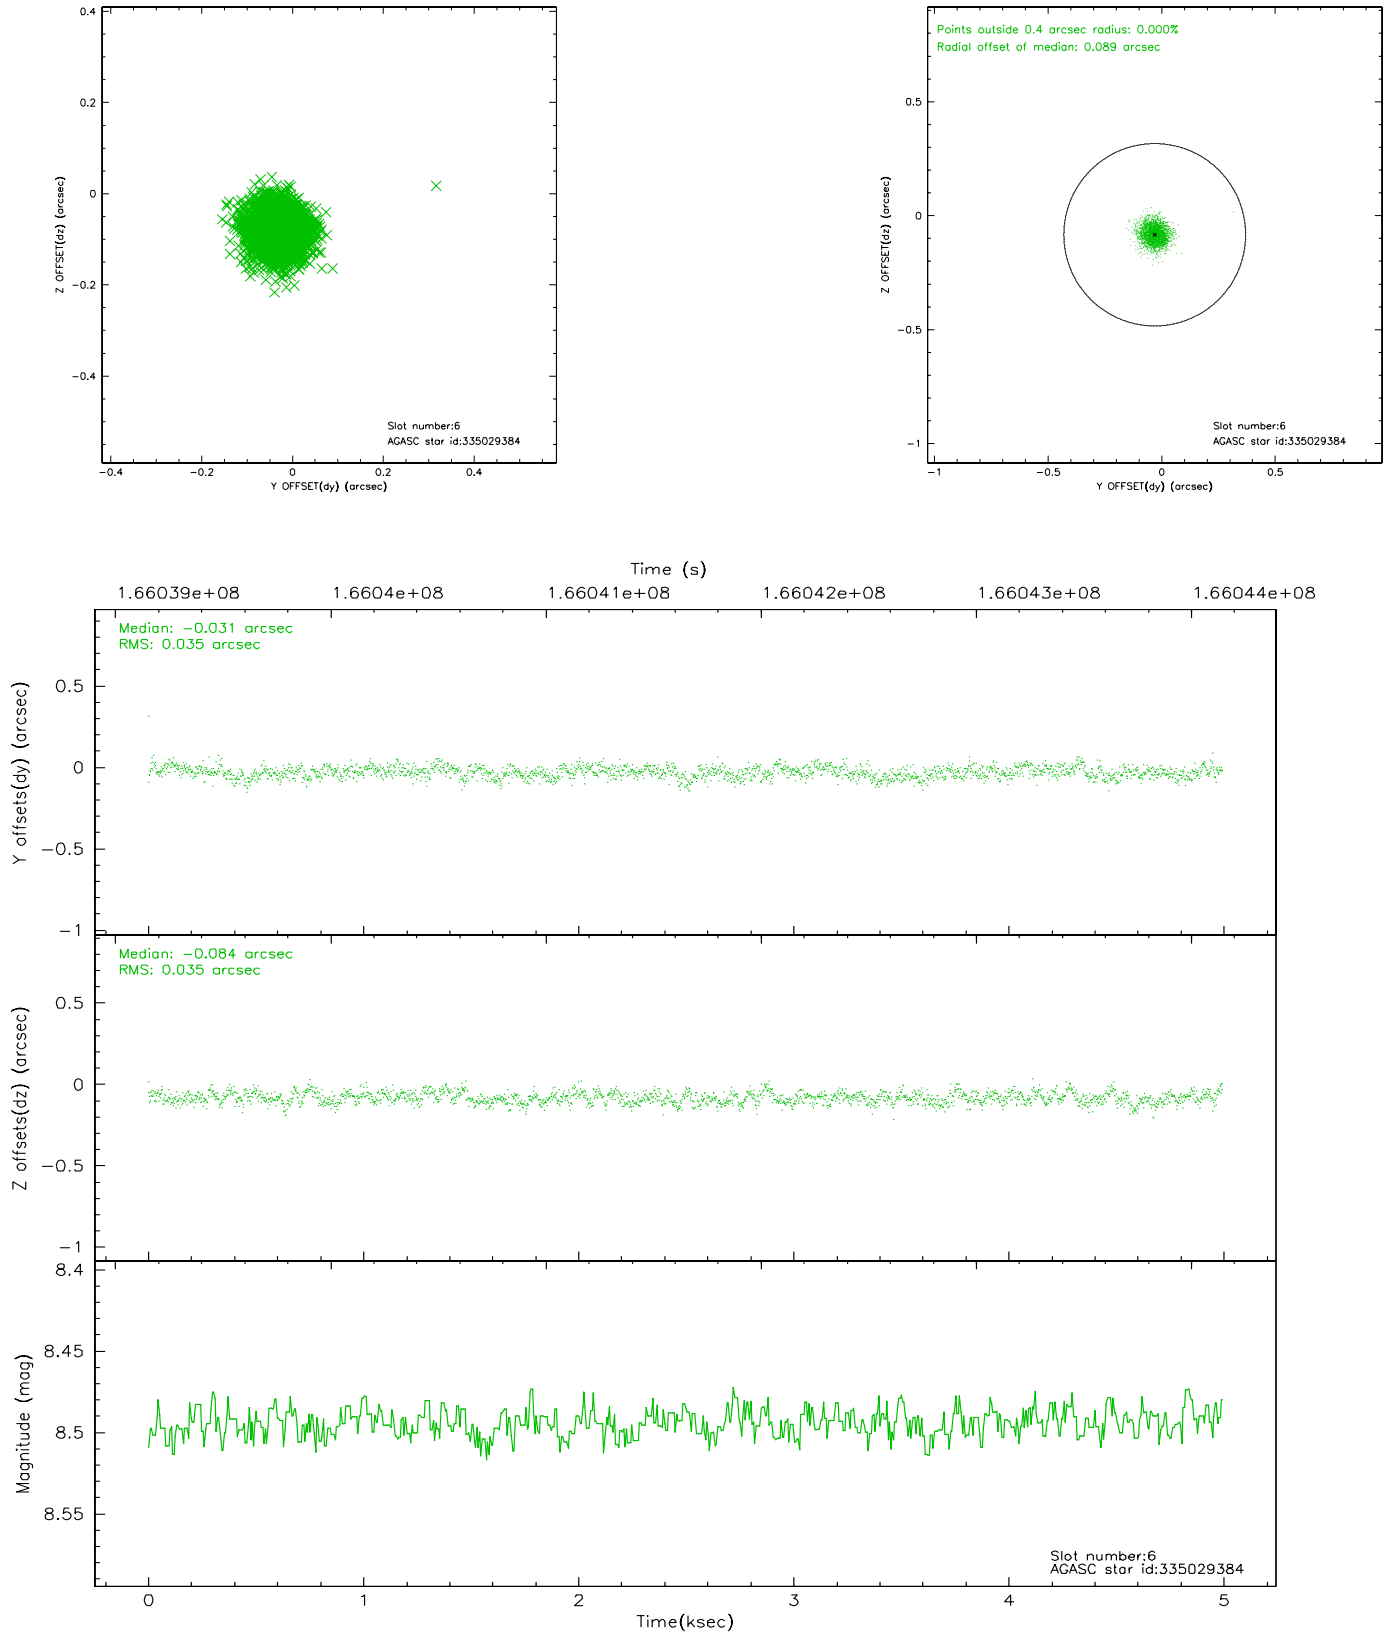 0.4
0.2
0
−0.2
−0.4
Z OFFSET(dz) (arcsec)
Slot number:6
AGASC star id:335029384
−0.4 −0.2 0 0.2 0.4
Y OFFSET(dy) (arcsec)
Points outside 0.4 arcsec radius: 0.000%
Radial offset of median: 0.089 arcsec
0.5
0
−0.5
−1
Z OFFSET(dz) (arcsec)
Slot number:6
AGASC star id:335029384
−1 −0.5 0 0.5
Y OFFSET(dy) (arcsec)
Time (s)
1.66039e+08 1.6604e+08 1.66041e+08 1.66042e+08 1.66043e+08 1.66044e+08
Median: −0.031 arcsec
RMS: 0.035 arcsec
0.5
0
−0.5
−1
Y offsets(dy) (arcsec)
Median: −0.084 arcsec
RMS: 0.035 arcsec
0.5
0
−0.5
−1
Z offsets(dz) (arcsec)
8.4
8.45
8.5
8.55
Magnitude (mag)
Slot number:6
AGASC star id:335029384
0 1 2 3 4 5
Time(ksec)